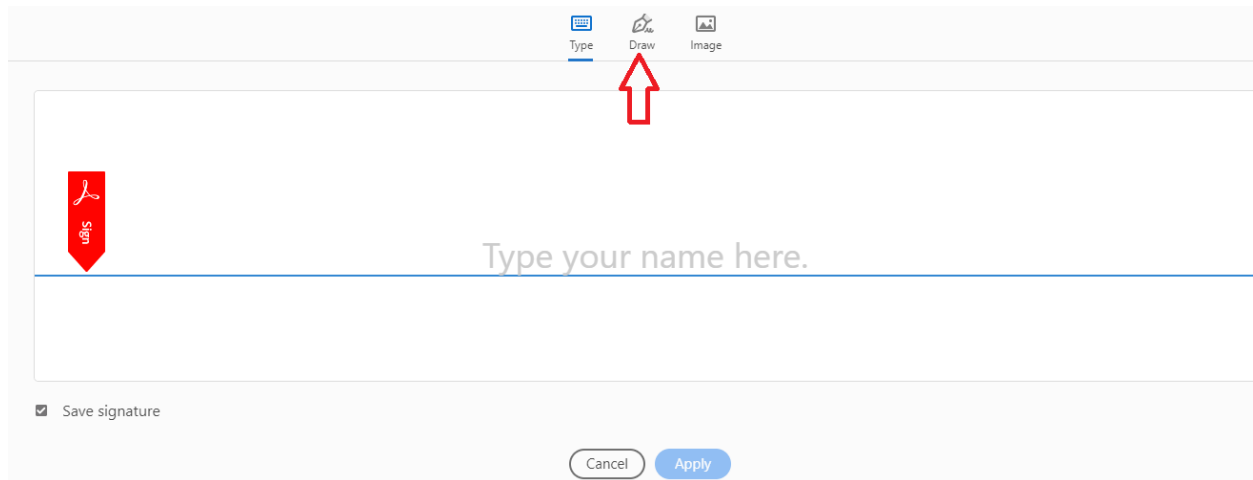 Type Draw Image
Sign
Type your name here.
Save signature
Cancel Apply